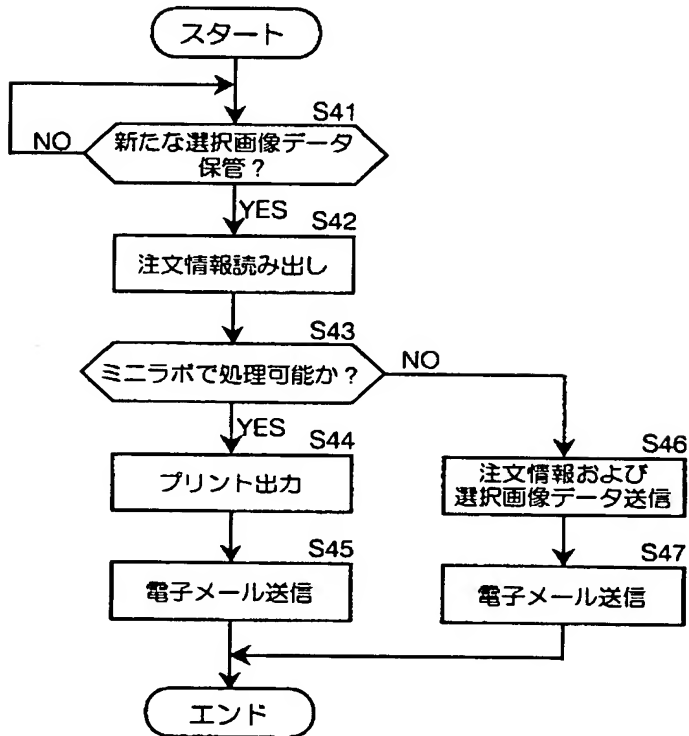 スタート
S41
新たな選択画像データ
保管？
NO
YES
S42
注文情報読み出し
S43
ミニラボで処理可能か？
NO
YES
S44
プリント出力
S45
電子メール送信
S46
注文情報および
選択画像データ送信
S47
電子メール送信
エンド